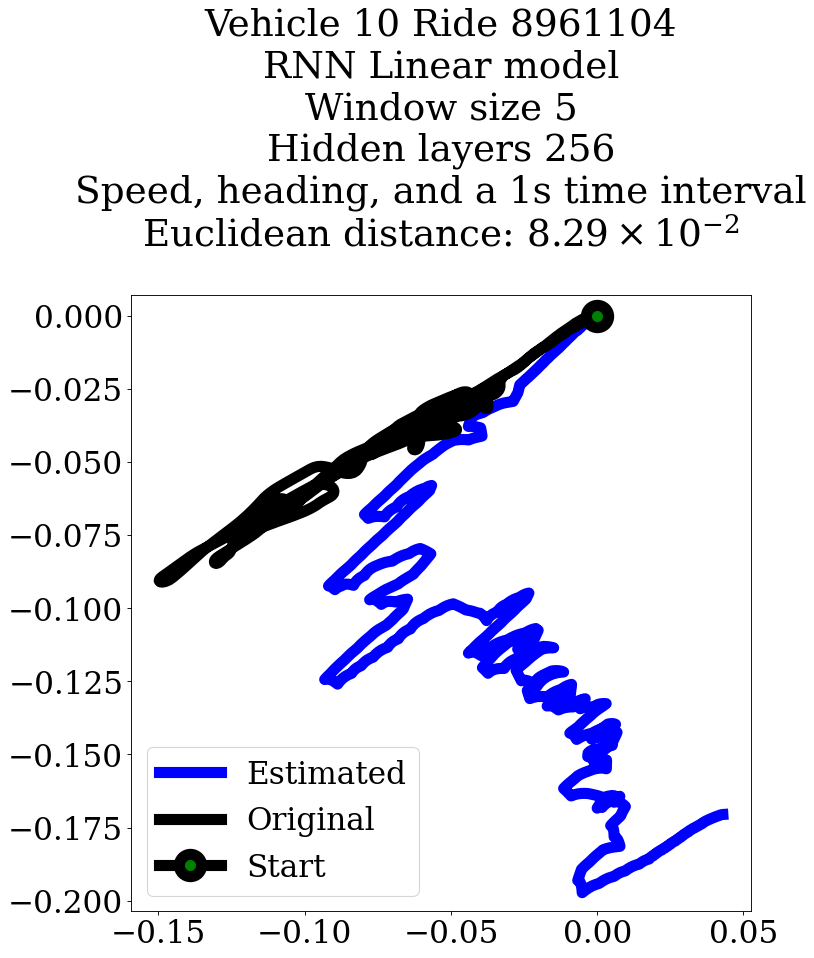 Vehicle 10 Ride 8961104
RNN Linear model
Window size 5
Hidden layers 256
Speed, heading, and a 1s time interval
Euclidean distance: 8.29 × 10⁻²
0.000
−0.025
−0.050
−0.075
−0.100
−0.125
−0.150
−0.175
−0.200
Estimated
Original
Start
−0.15 −0.10 −0.05 0.00 0.05